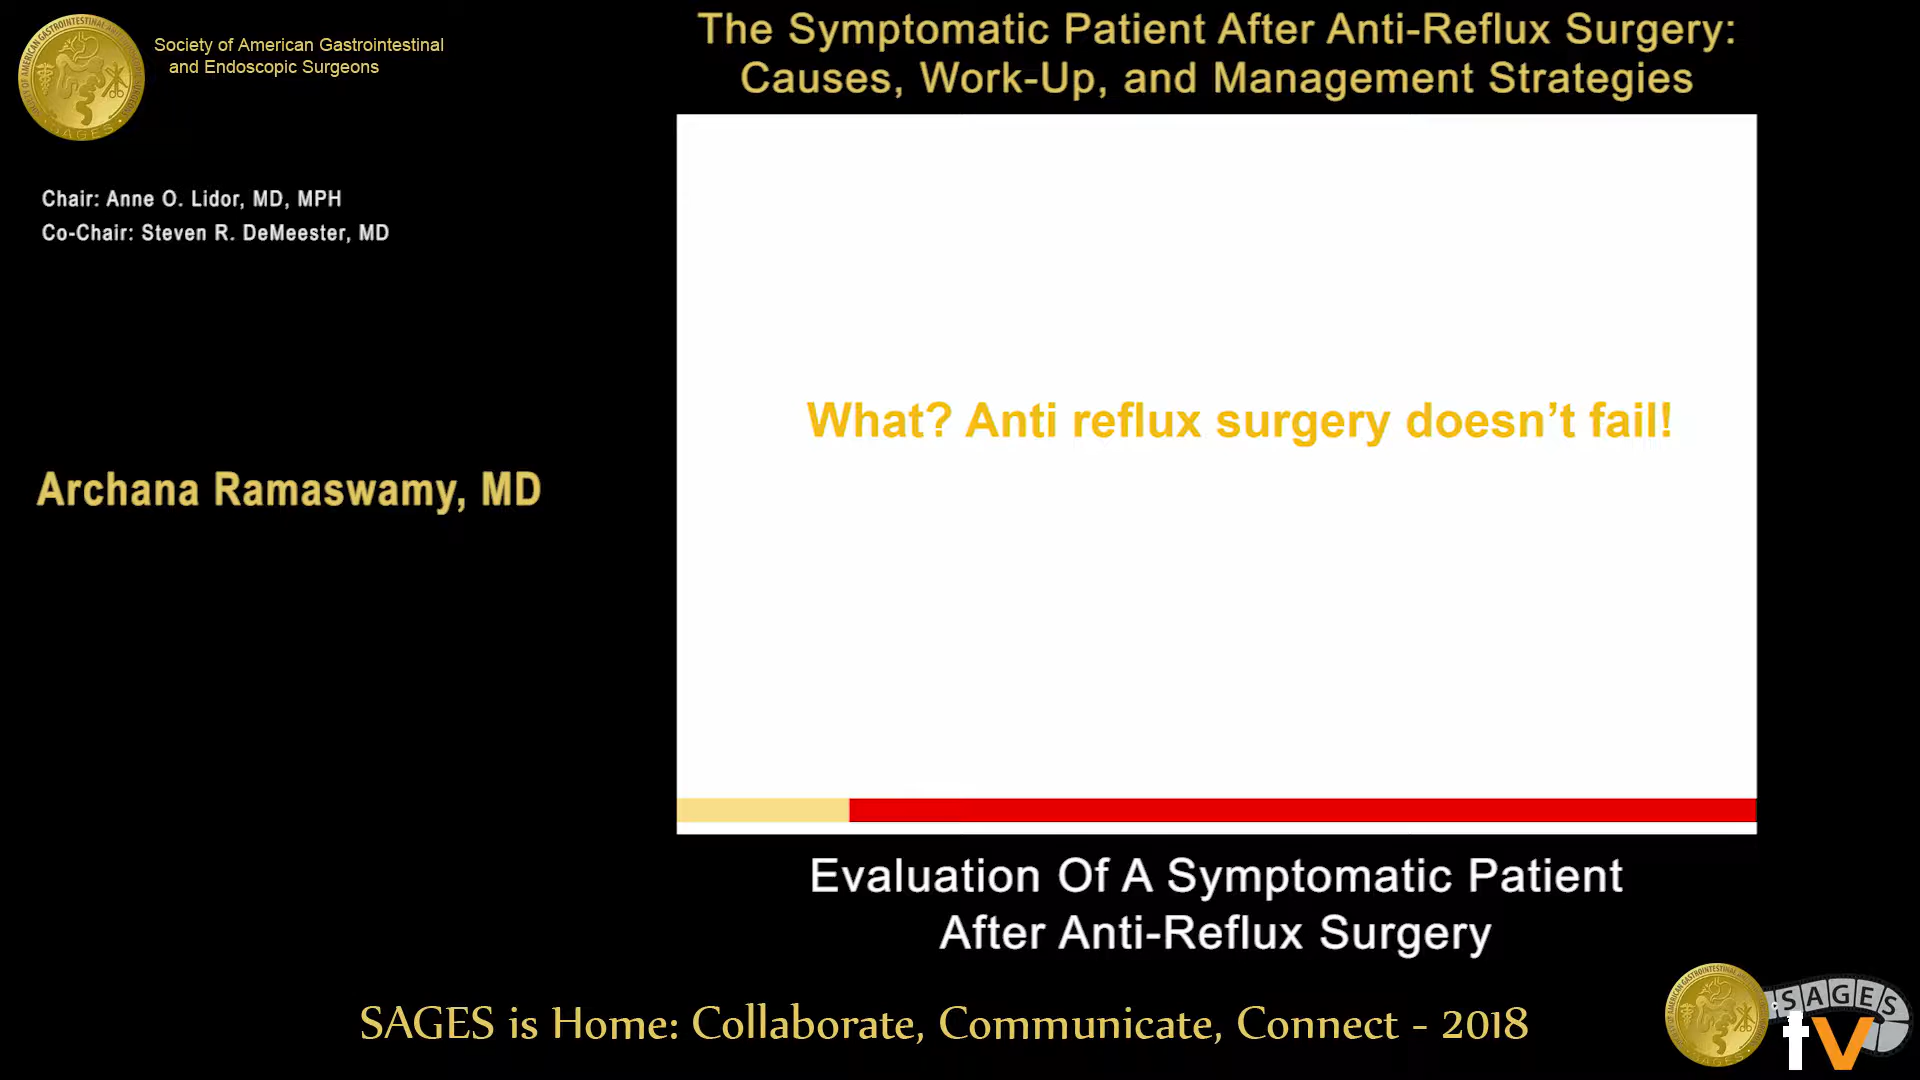 Society of American Gastrointestinal
and Endoscopic Surgeons
The Symptomatic Patient After Anti-Reflux Surgery:
Causes, Work-Up, and Management Strategies
Chair: Anne O. Lidor, MD, MPH
Co-Chair: Steven R. DeMeester, MD
What? Anti reflux surgery doesn’t fail!
Archana Ramaswamy, MD
Evaluation Of A Symptomatic Patient
After Anti-Reflux Surgery
SAGES is Home: Collaborate, Communicate, Connect - 2018
SAGES
tv